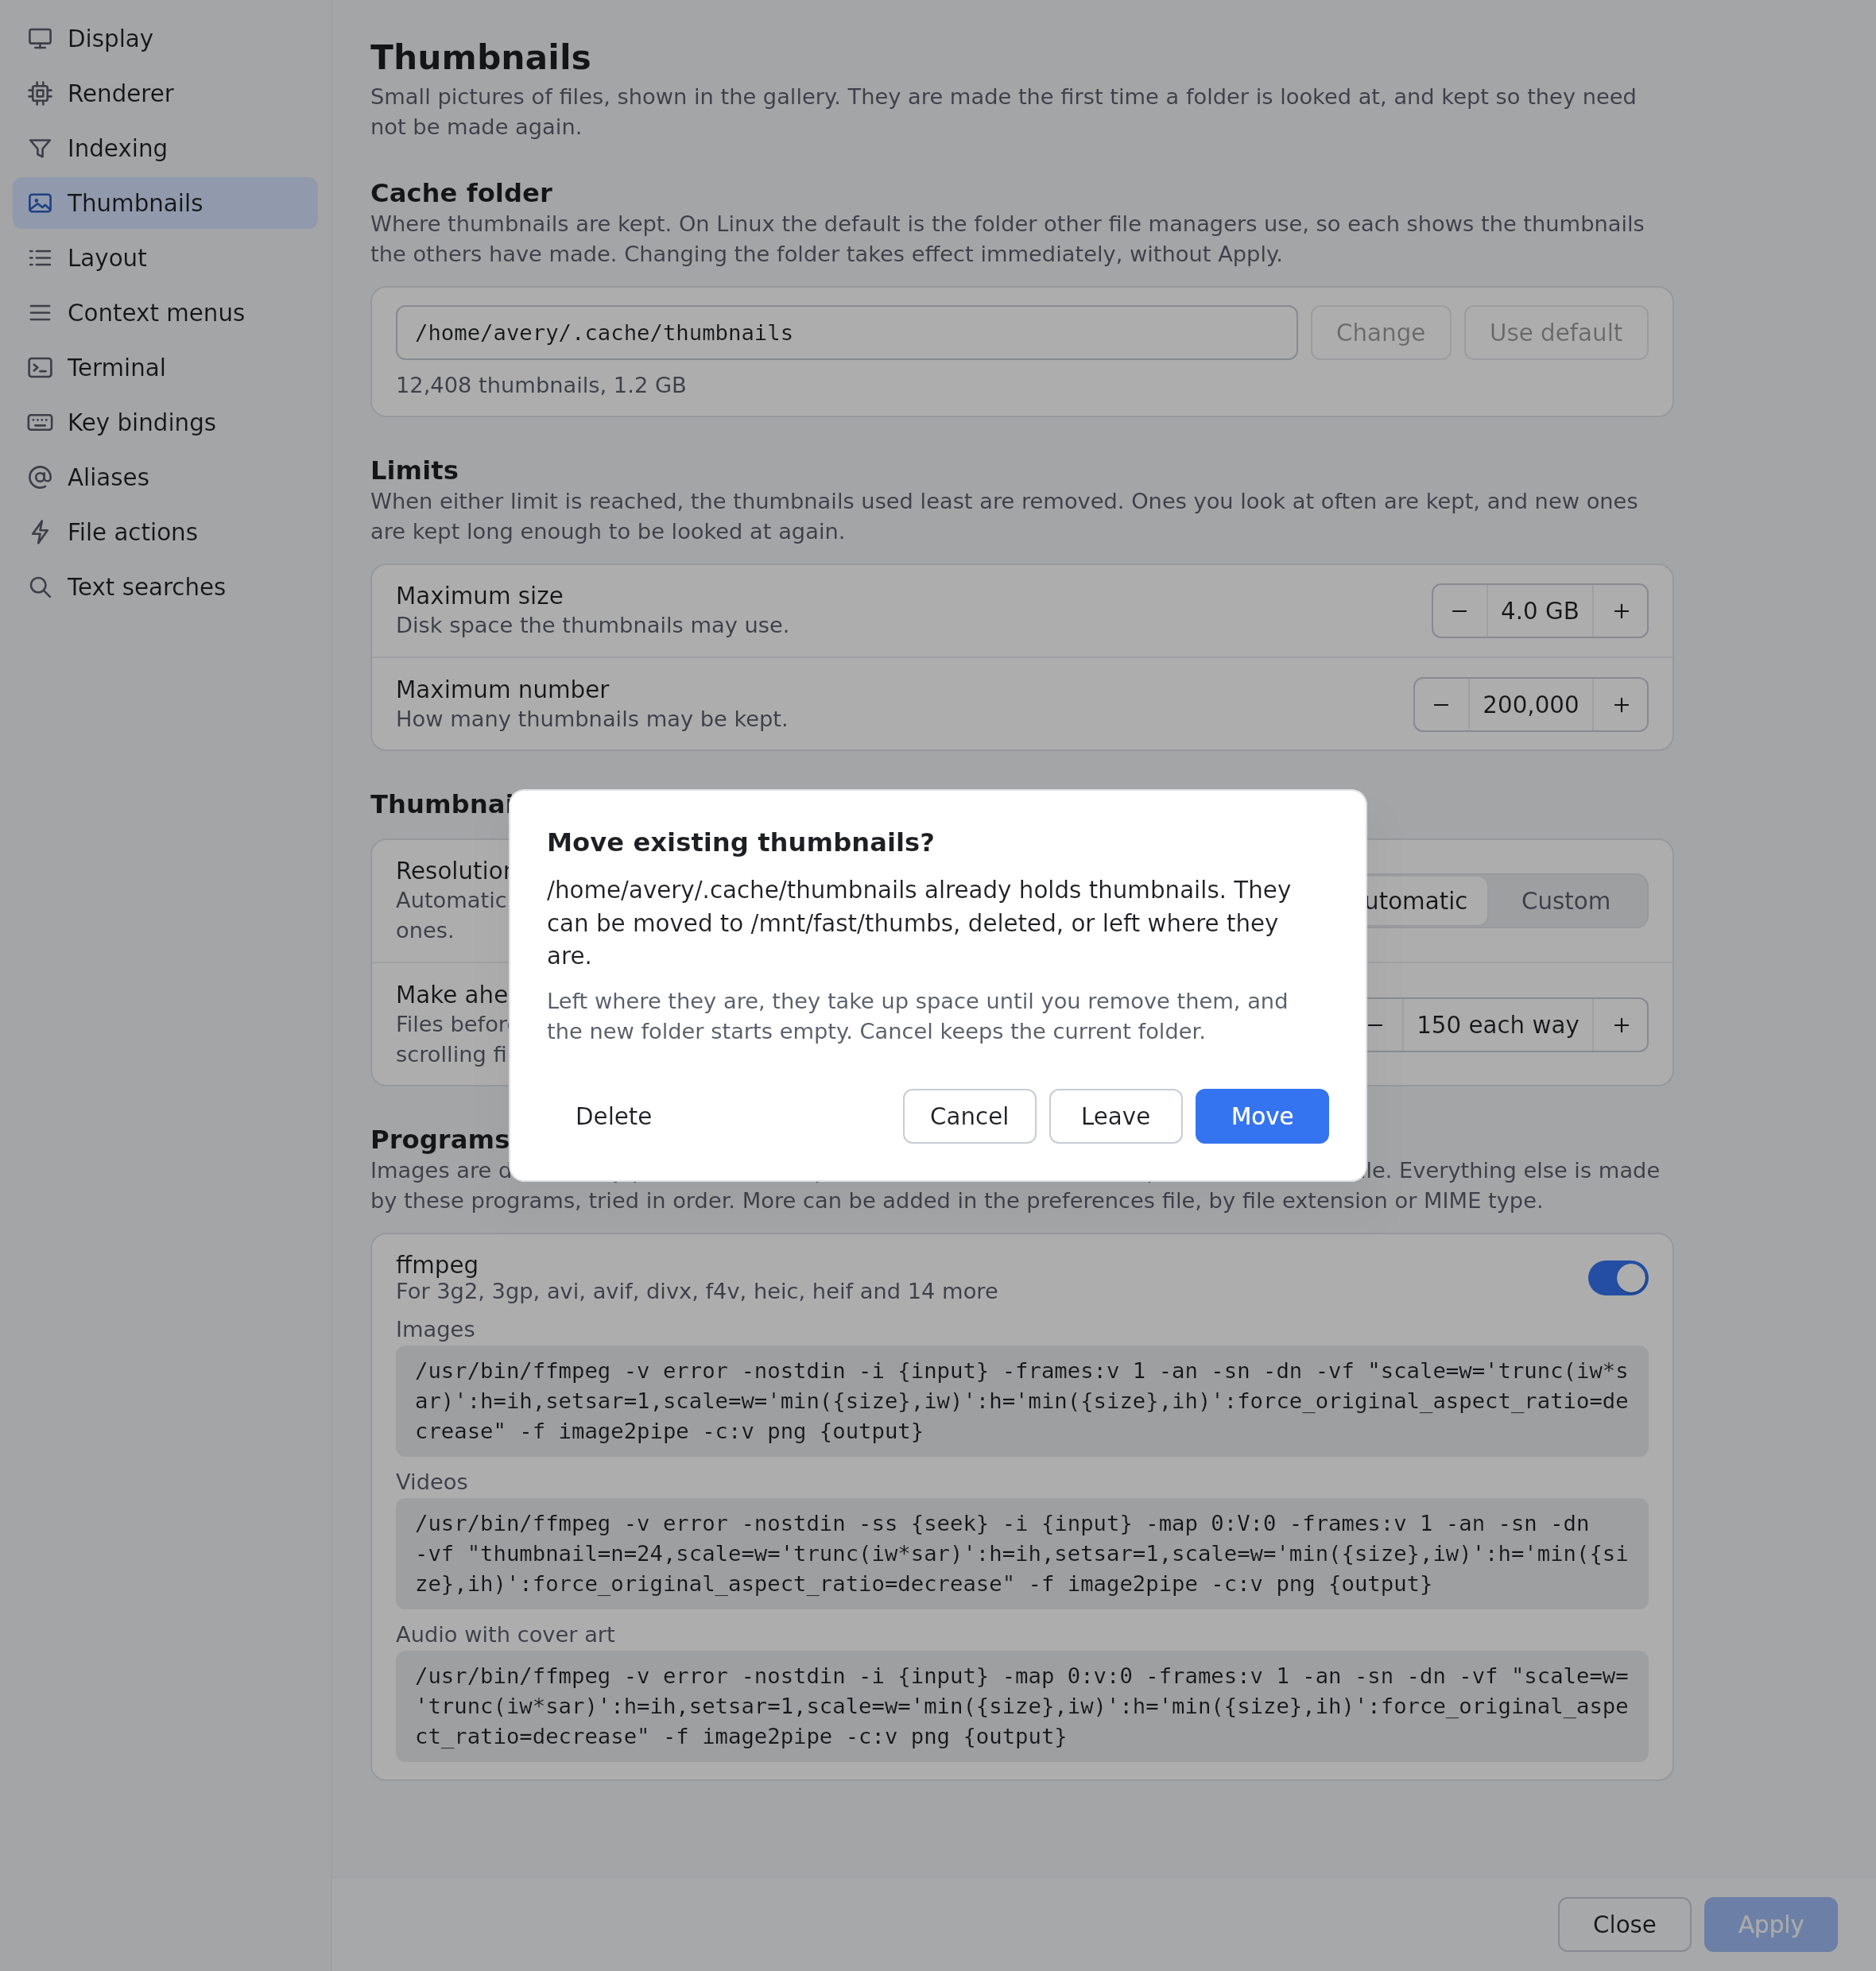 Display
Renderer
Indexing
Thumbnails
Layout
Context menus
Terminal
Key bindings
Aliases
File actions
Text searches
Thumbnails
Small pictures of files, shown in the gallery. They are made the first time a folder is looked at, and kept so they need
not be made again.
Cache folder
Where thumbnails are kept. On Linux the default is the folder other file managers use, so each shows the thumbnails
the others have made. Changing the folder takes effect immediately, without Apply.
/home/avery/.cache/thumbnails
Change
Use default
12,408 thumbnails, 1.2 GB
Limits
When either limit is reached, the thumbnails used least are removed. Ones you look at often are kept, and new ones
are kept long enough to be looked at again.
Maximum size
Disk space the thumbnails may use.
− 4.0 GB +
Maximum number
How many thumbnails may be kept.
− 200,000 +
Automatic
ones.
Custom
scrolling
− 150 each way +
Move existing thumbnails?
/home/avery/.cache/thumbnails already holds thumbnails. They
can be moved to /mnt/fast/thumbs, deleted, or left where they
are.
Left where they are, they take up space until you remove them, and
the new folder starts empty. Cancel keeps the current folder.
Delete
Cancel
Leave
Move
Programs
Images are
Everything else is made
by these programs, tried in order. More can be added in the preferences file, by file extension or MIME type.
ffmpeg
For 3g2, 3gp, avi, avif, divx, f4v, heic, heif and 14 more
Images
/usr/bin/ffmpeg -v error -nostdin -i {input} -frames:v 1 -an -sn -dn -vf "scale=w='trunc(iw*s
ar)':h=ih,setsar=1,scale=w='min({size},iw)':h='min({size},ih)':force_original_aspect_ratio=de
crease" -f image2pipe -c:v png {output}
Videos
/usr/bin/ffmpeg -v error -nostdin -ss {seek} -i {input} -map 0:V:0 -frames:v 1 -an -sn -dn
-vf "thumbnail=n=24,scale=w='trunc(iw*sar)':h=ih,setsar=1,scale=w='min({size},iw)':h='min({si
ze},ih)':force_original_aspect_ratio=decrease" -f image2pipe -c:v png {output}
Audio with cover art
/usr/bin/ffmpeg -v error -nostdin -i {input} -map 0:v:0 -frames:v 1 -an -sn -dn -vf "scale=w=
'trunc(iw*sar)':h=ih,setsar=1,scale=w='min({size},iw)':h='min({size},ih)':force_original_aspe
ct_ratio=decrease" -f image2pipe -c:v png {output}
Close
Apply